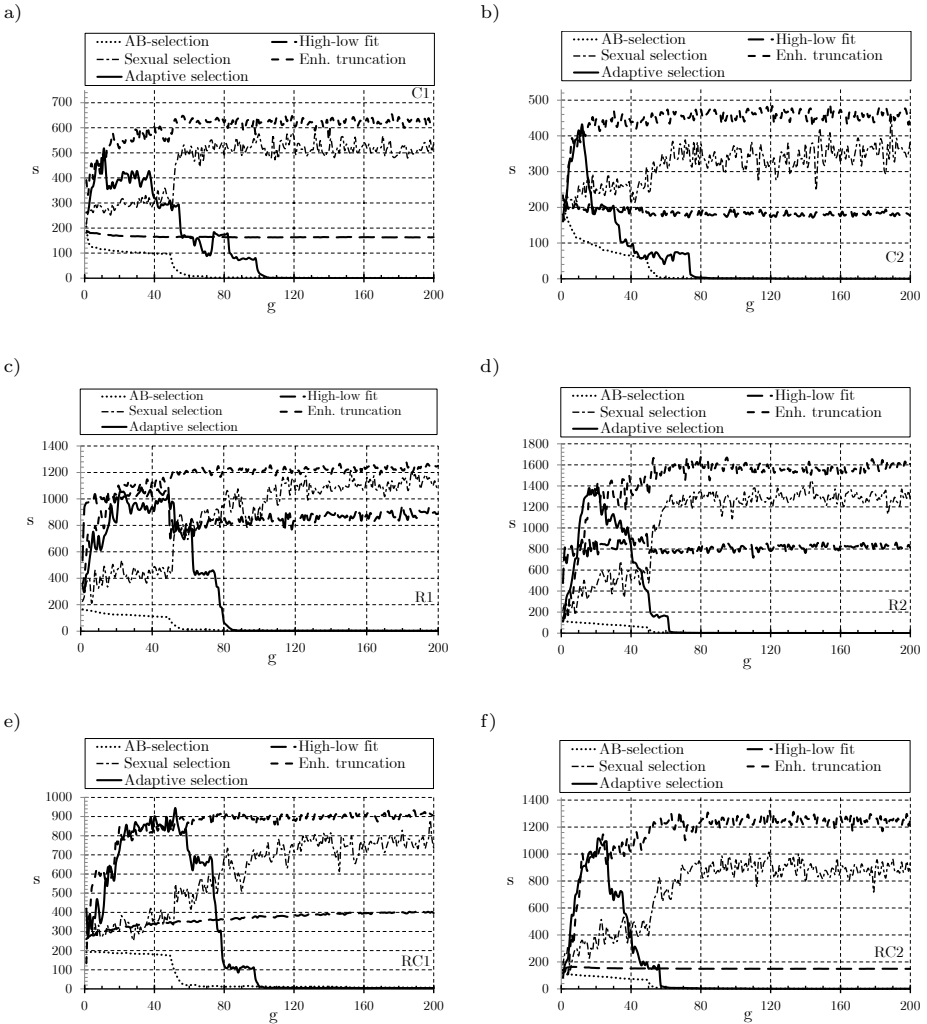 a)
AB-selection High-low fit
Sexual selection Enh. truncation
Adaptive selection
C1
700
600
500
s
400
300
200
100
0
0 40 80 120 160 200
g
b)
AB-selection High-low fit
Sexual selection Enh. truncation
Adaptive selection
500
400
s
300
200
100
C2
0
0 40 80 120 160 200
g
c)
AB-selection High-low fit
Sexual selection Enh. truncation
Adaptive selection
1400
1200
1000
s
800
600
400
200
R1
0
0 40 80 120 160 200
g
d)
AB-selection High-low fit
Sexual selection Enh. truncation
Adaptive selection
1800
1600
1400
1200
s
1000
800
600
400
R2
200
0
0 40 80 120 160 200
g
e)
AB-selection High-low fit
Sexual selection Enh. truncation
Adaptive selection
1000
900
800
700
600
s
500
400
300
200
RC1
100
0
0 40 80 120 160 200
g
f)
AB-selection High-low fit
Sexual selection Enh. truncation
Adaptive selection
1400
1200
1000
s
800
600
400
RC2
200
0
0 40 80 120 160 200
g